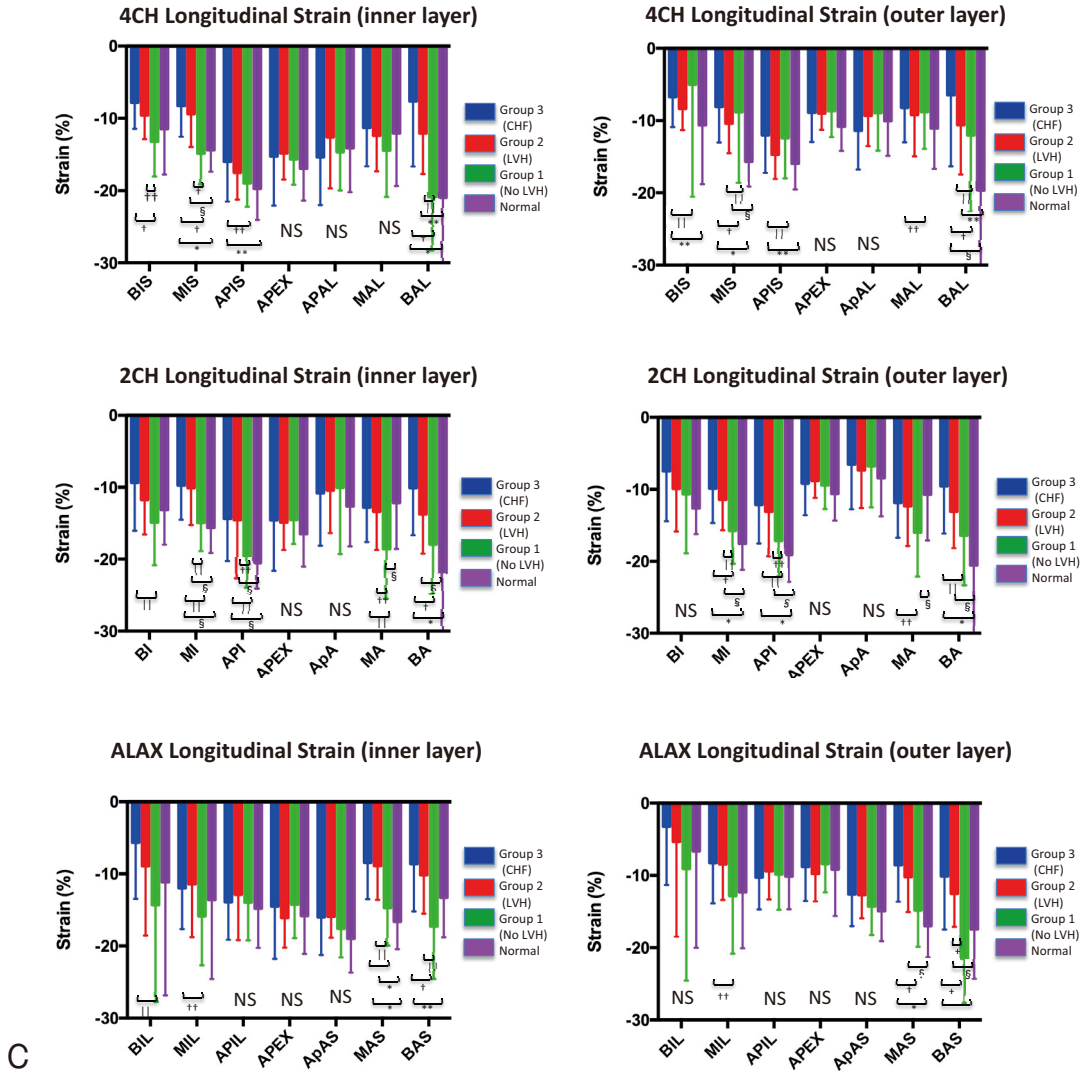 4CH Longitudinal Strain (inner layer)
Strain (%)
0
-10
-20
-30
BIS MIS APIS APEX APAL MAL BAL
NS NS NS
†† ‡ §
† † †† **
* ** † *
Group 3
(CHF)
Group 2
(LVH)
Group 1
(No LVH)
Normal
4CH Longitudinal Strain (outer layer)
Strain (%)
0
-10
-20
-30
BIS MIS APIS APEX ApAL MAL BAL
NS NS
|| || § || || **
** † * ** †† † §
Group 3
(CHF)
Group 2
(LVH)
Group 1
(No LVH)
Normal
2CH Longitudinal Strain (inner layer)
Strain (%)
0
-10
-20
-30
BI MI API APEX ApA MA BA
NS NS
|| || § || § †† § || § †† § || § † *
Group 3
(CHF)
Group 2
(LVH)
Group 1
(No LVH)
Normal
2CH Longitudinal Strain (outer layer)
Strain (%)
0
-10
-20
-30
BI MI API APEX ApA MA BA
NS NS NS
§ * †† || § * †† § || § *
Group 3
(CHF)
Group 2
(LVH)
Group 1
(No LVH)
Normal
ALAX Longitudinal Strain (inner layer)
Strain (%)
0
-10
-20
-30
BIL MIL APIL APEX ApAS MAS BAS
NS NS NS
|| †† || * * || † **
Group 3
(CHF)
Group 2
(LVH)
Group 1
(No LVH)
Normal
ALAX Longitudinal Strain (outer layer)
Strain (%)
0
-10
-20
-30
BIL MIL APIL APEX ApAS MAS BAS
NS NS NS NS
†† § † * § * 
Group 3
(CHF)
Group 2
(LVH)
Group 1
(No LVH)
Normal
C